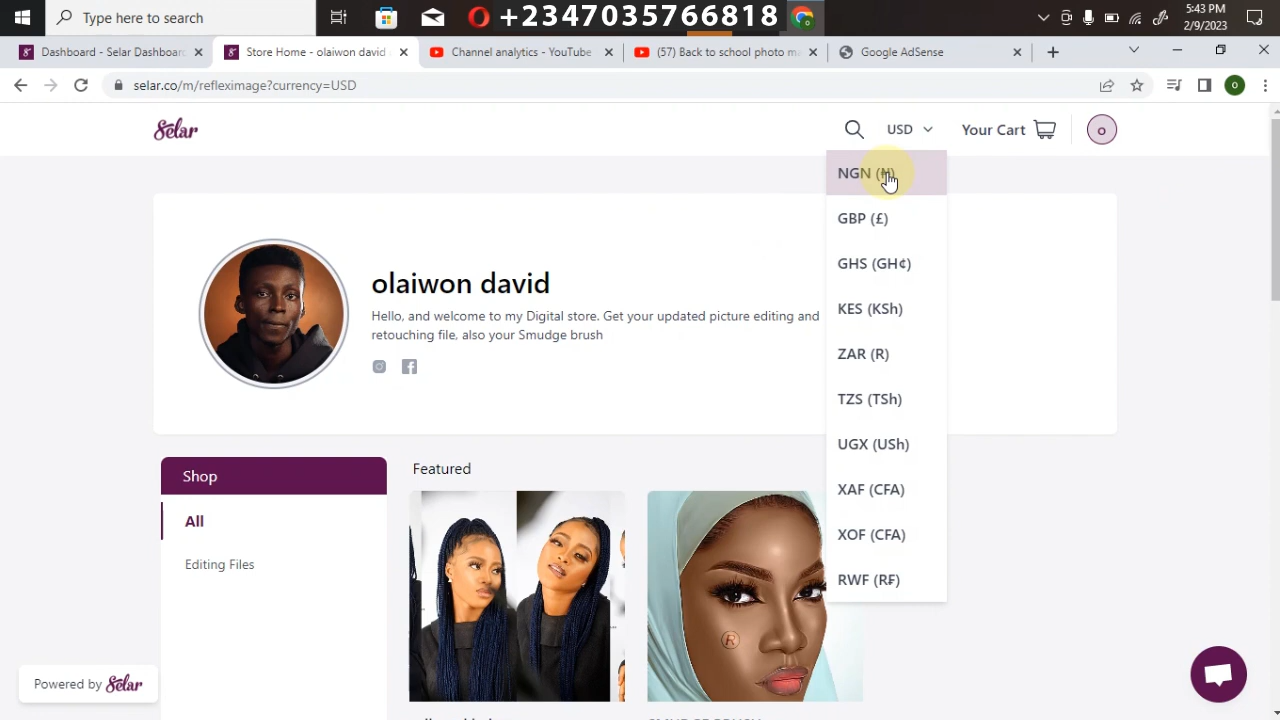 Type here to search
+2347035766818
5:43 PM
2/9/2023
Dashboard - Selar Dashboard
Store Home - olaiwon david
Channel analytics - YouTube
(57) Back to school photo ma
Google AdSense
selar.co/m/refleximage?currency=USD
o
Selar
USD
Your Cart
o
NGN (₦)
GBP (£)
GHS (GH¢)
KES (KSh)
ZAR (R)
TZS (TSh)
UGX (USh)
XAF (CFA)
XOF (CFA)
RWF (R₣)
olaiwon david
Hello, and welcome to my Digital store. Get your updated picture editing and
retouching file, also your Smudge brush
Shop
All
Editing Files
Featured
R
Powered by Selar